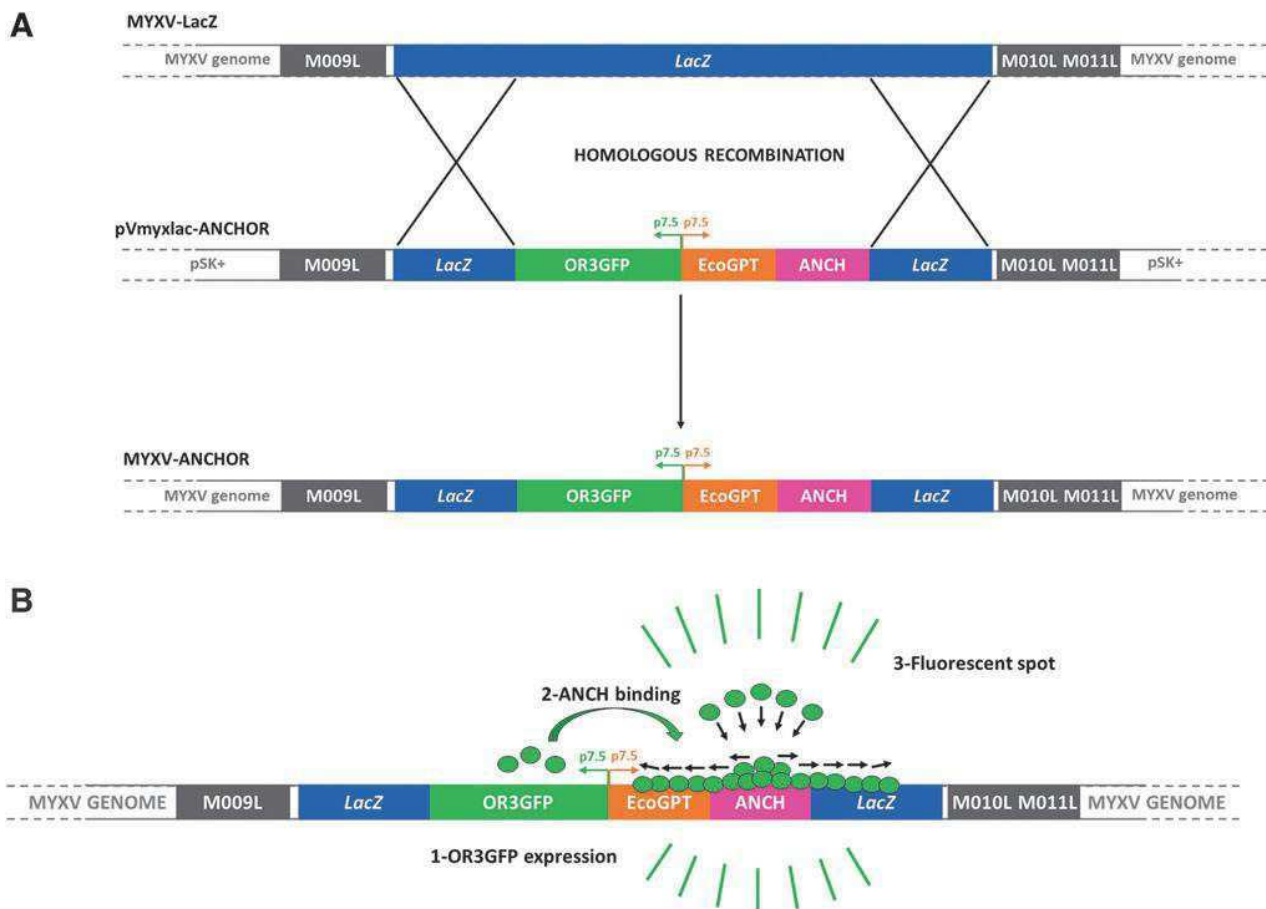 A
MYXV-LacZ
MYXV genome M009L LacZ M010L M011L MYXV genome
HOMOLOGOUS RECOMBINATION
p7.5 p7.5
pVmyxlac-ANCHOR
pSK+ M009L LacZ OR3GFP EcoGPT ANCH LacZ M010L M011L pSK+
p7.5 p7.5
MYXV-ANCHOR
MYXV genome M009L LacZ OR3GFP EcoGPT ANCH LacZ M010L M011L MYXV genome
B
3-Fluorescent spot
2-ANCH binding
p7.5 p7.5
MYXV GENOME M009L LacZ OR3GFP EcoGPT ANCH LacZ M010L M011L MYXV GENOME
1-OR3GFP expression